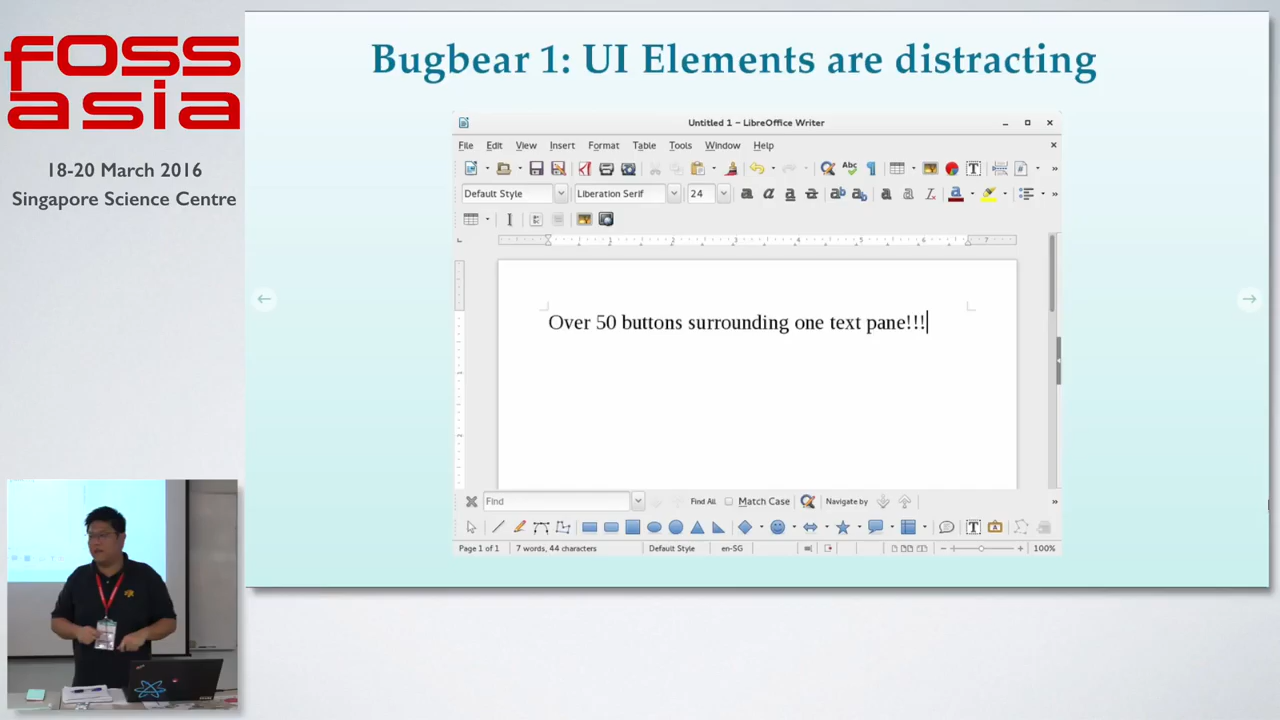 foss
asia
18-20 March 2016
Singapore Science Centre
Bugbear 1: UI Elements are distracting
Untitled 1 – LibreOffice Writer
File Edit View Insert Format Table Tools Window Help
Default Style Liberation Serif 24
Over 50 buttons surrounding one text pane!!!
Find Find All Match Case Navigate by
Page 1 of 1 7 words, 44 characters Default Style en-SG 100%